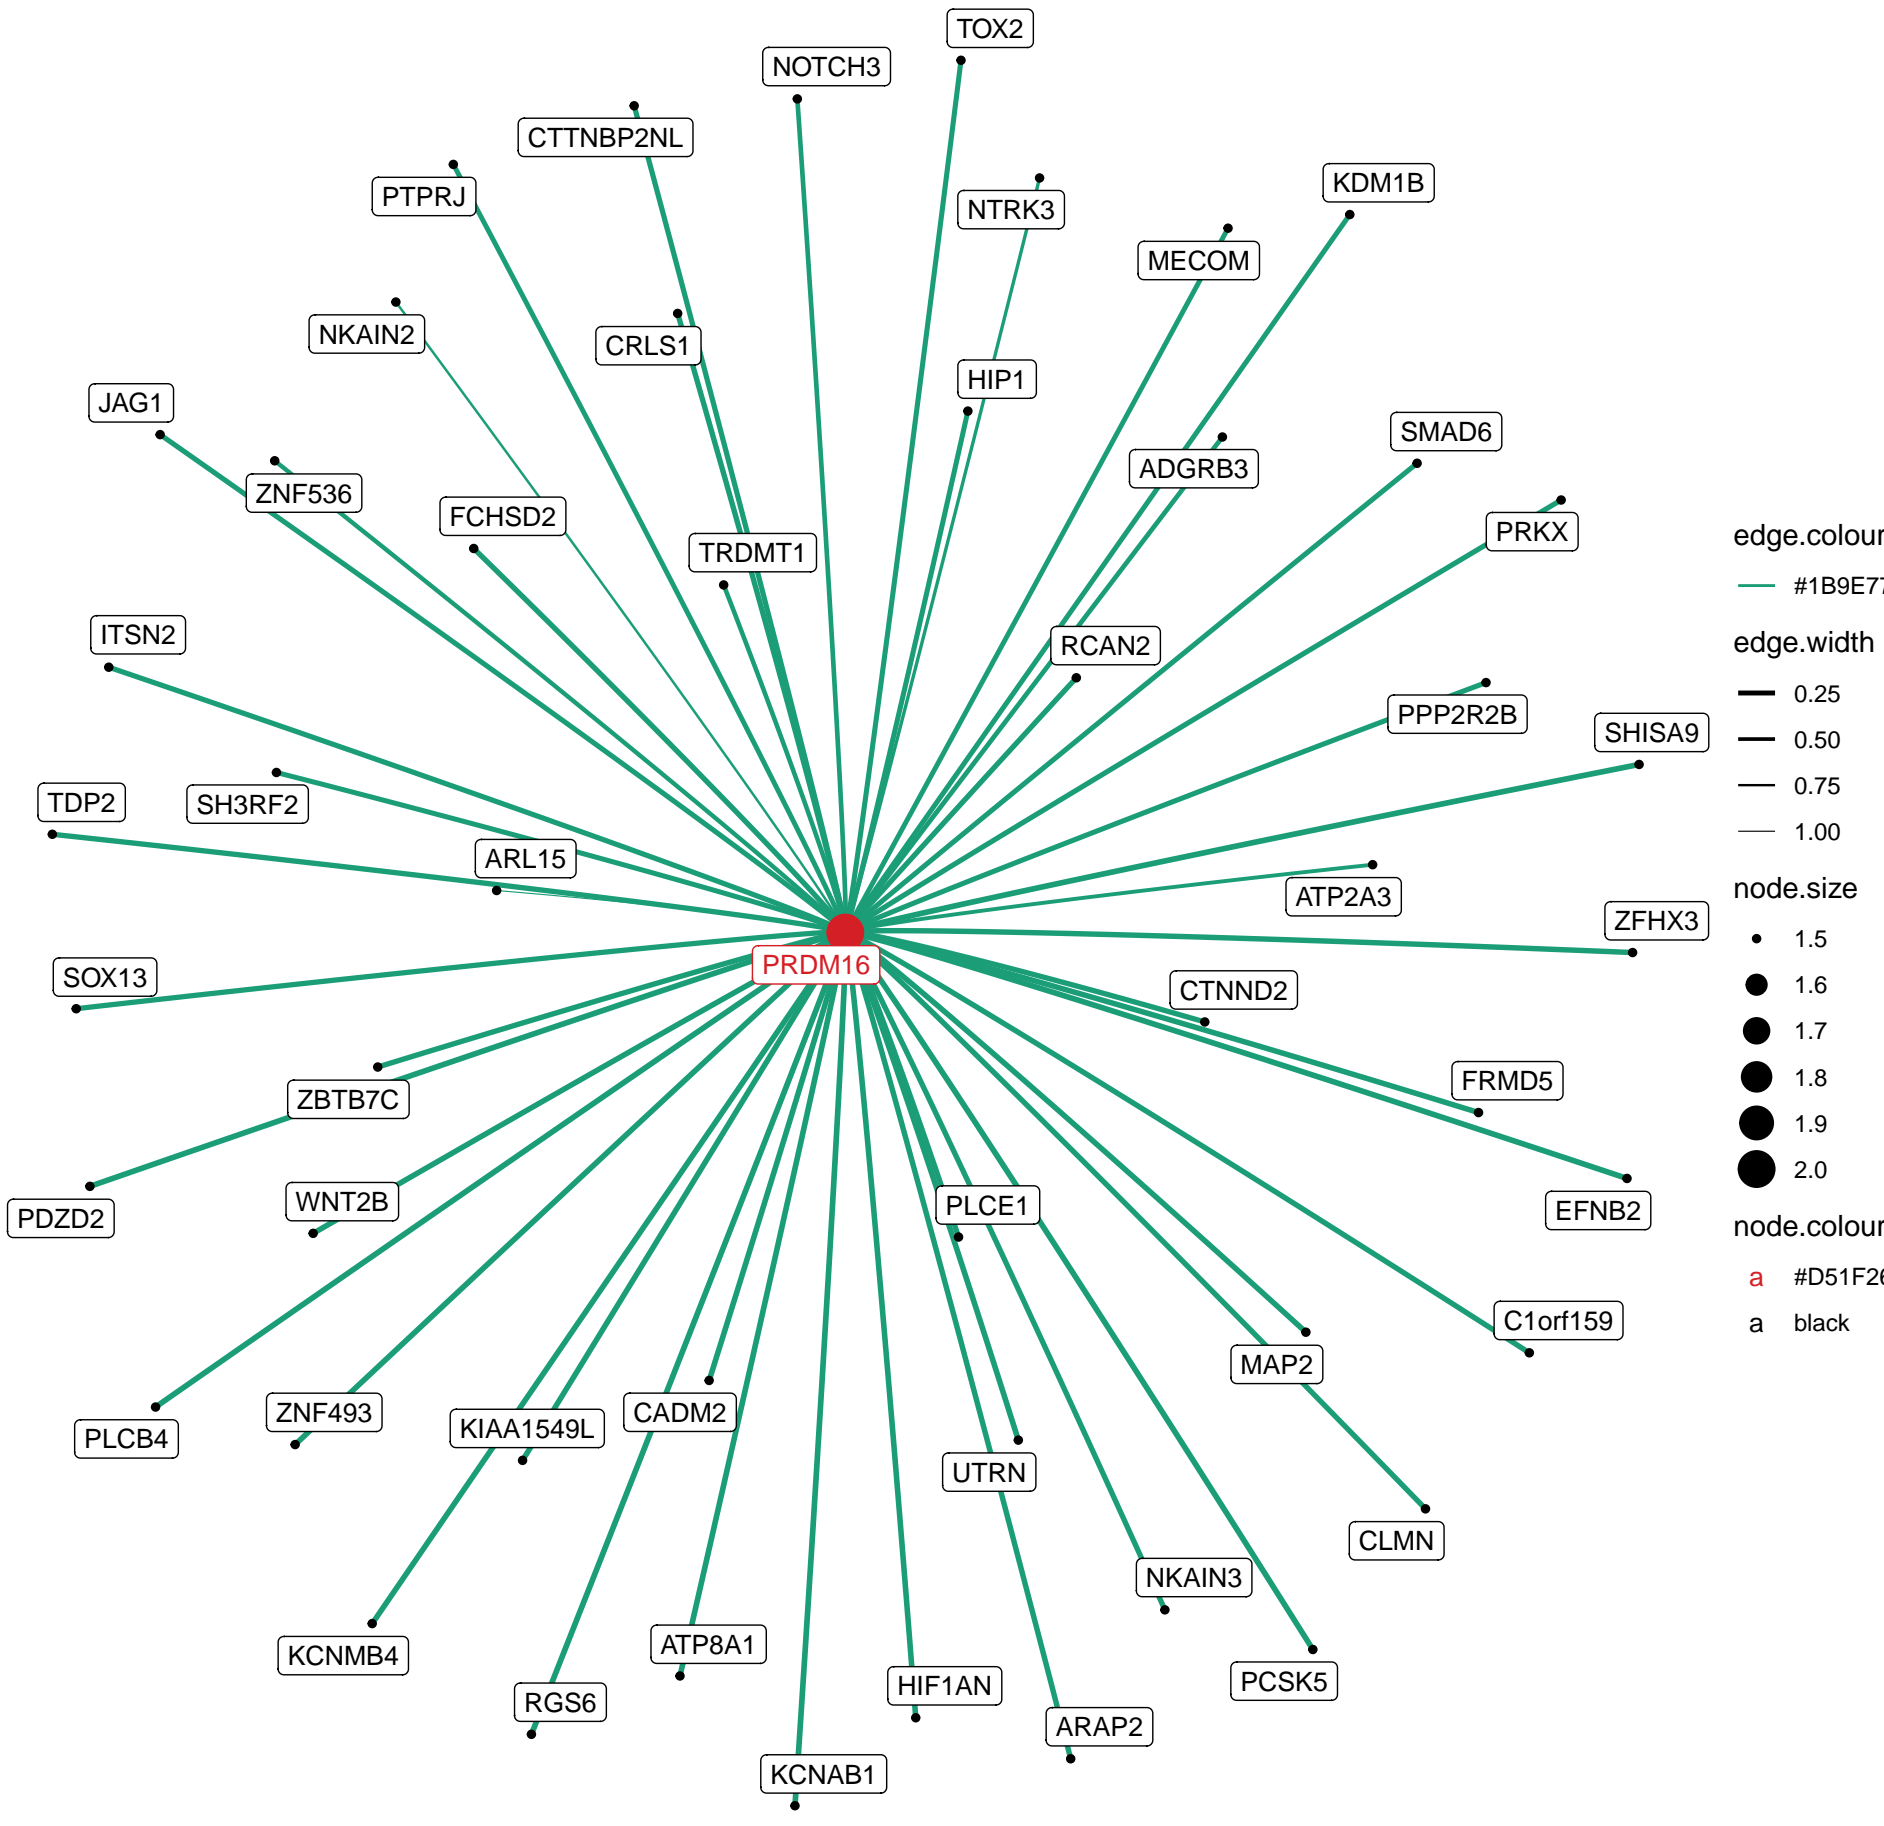 TOX2
NOTCH3
CTTNBP2NL
KDM1B
PTPRJ
NTRK3
MECOM
NKAIN2
CRLS1
HIP1
JAG1
SMAD6
ADGRB3
ZNF536
FCHSD2
PRKX
TRDMT1
ITSN2
RCAN2
PPP2R2B
SHISA9
TDP2
SH3RF2
ARL15
ATP2A3
ZFHX3
PRDM16
SOX13
CTNND2
FRMD5
ZBTB7C
WNT2B
PLCE1
EFNB2
PDZD2
C1orf159
MAP2
ZNF493
CADM2
KIAA1549L
PLCB4
UTRN
CLMN
NKAIN3
ATP8A1
KCNMB4
PCSK5
HIF1AN
RGS6
ARAP2
KCNAB1
edge.colour
#1B9E77
edge.width
0.25
0.50
0.75
1.00
node.size
1.5
1.6
1.7
1.8
1.9
2.0
node.colour
a #D51F26
a black